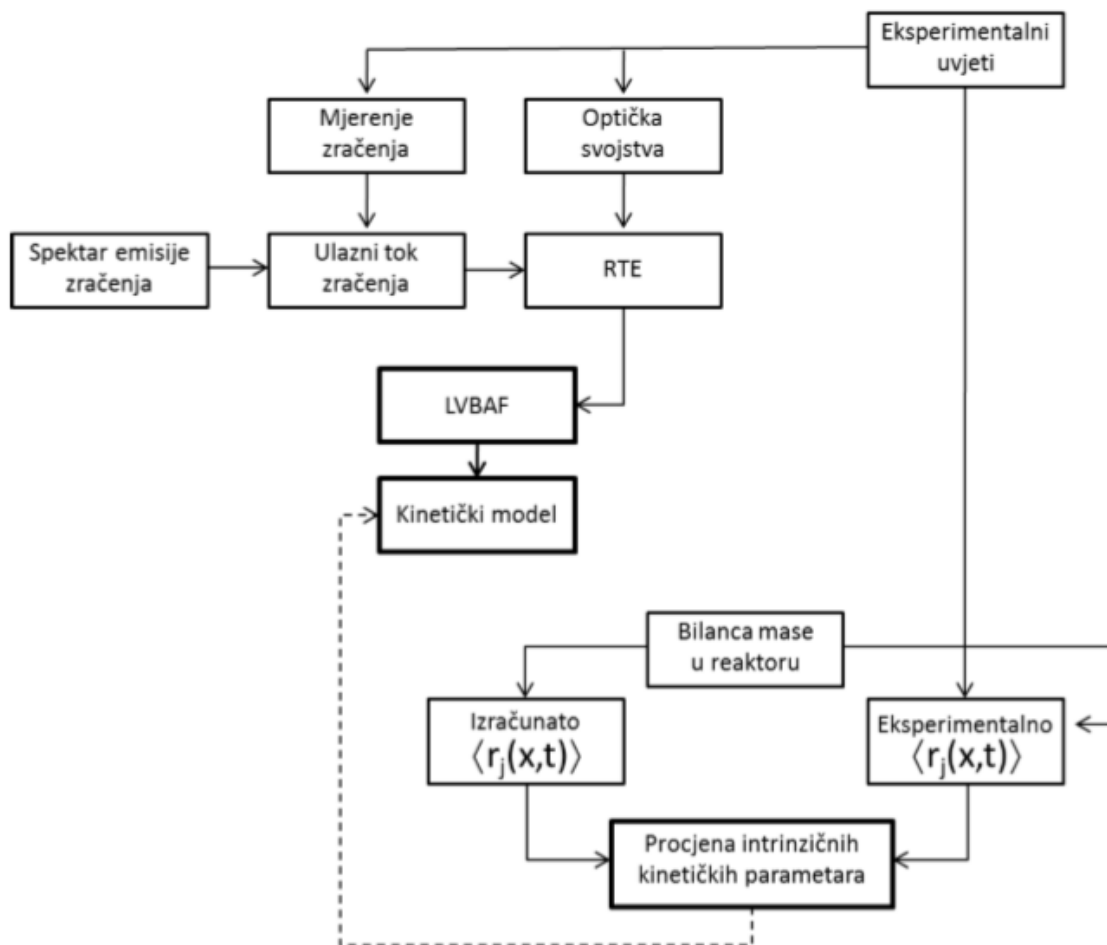 Eksperimentalni
uvjeti
Mjerenje
zračenja
Optička
svojstva
Spektar emisije
zračenja
Ulazni tok
zračenja
RTE
LVBAF
Kinetički model
Bilanca mase
u reaktoru
Izračunato
⟨rj(x,t)⟩
Eksperimentalno
⟨rj(x,t)⟩
Procjena intrinzičnih
kinetičkih parametara